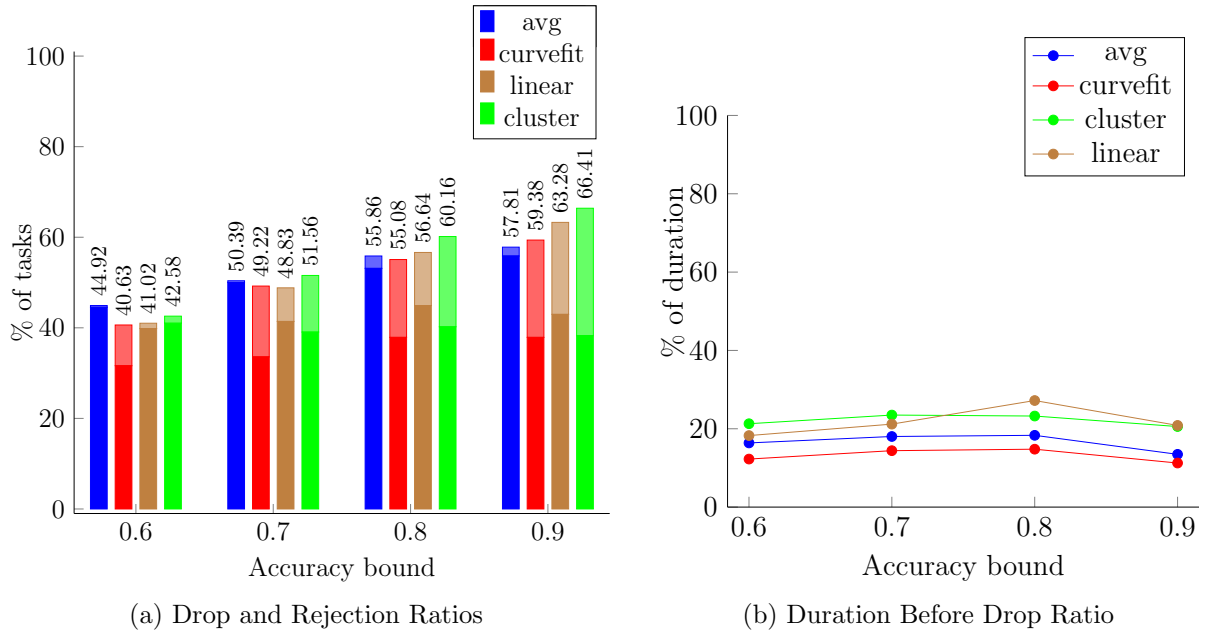 avg
curvefit
linear
cluster
100
80
60
40
20
0
% of tasks
44.92
40.63
41.02
42.58
50.39
49.22
48.83
51.56
55.86
55.08
56.64
60.16
57.81
59.38
63.28
66.41
0.6 0.7 0.8 0.9
Accuracy bound
(a) Drop and Rejection Ratios
avg
curvefit
cluster
linear
100
80
60
40
20
0
% of duration
0.6 0.7 0.8 0.9
Accuracy bound
(b) Duration Before Drop Ratio